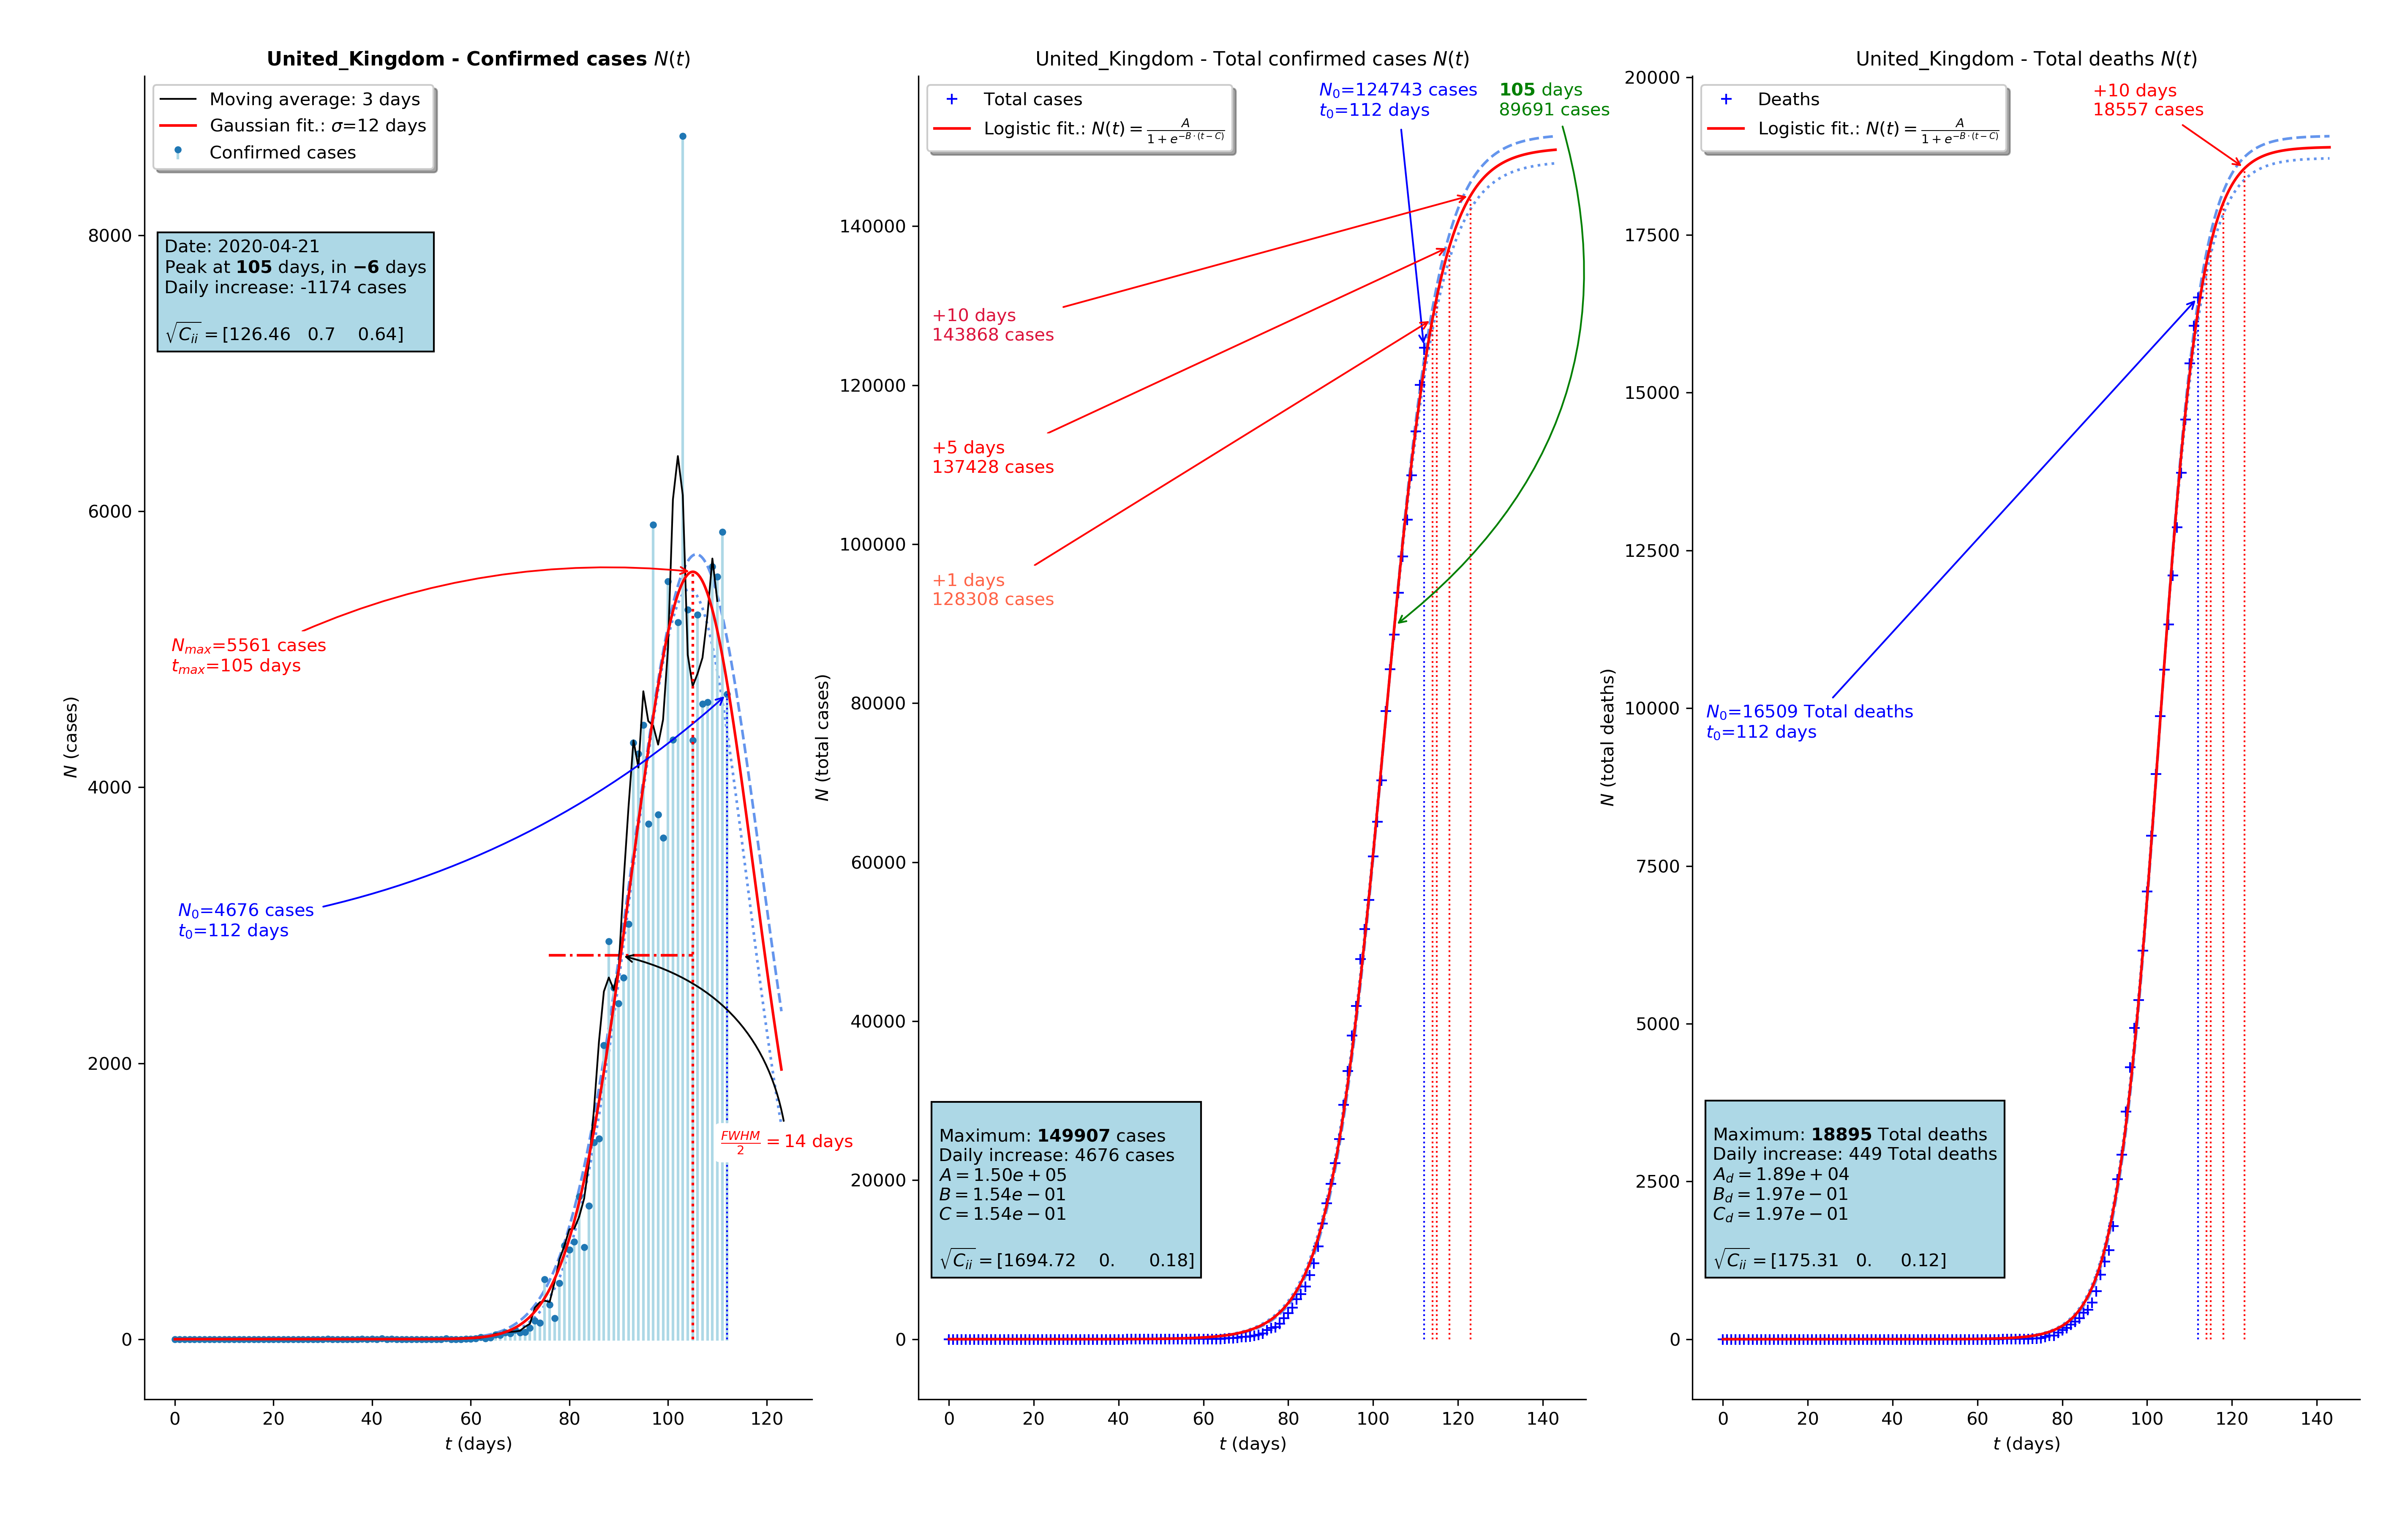 United_Kingdom - Confirmed cases N(t)
Moving average: 3 days
Gaussian fit.: σ=12 days
Confirmed cases
Date: 2020-04-21
Peak at 105 days, in −6 days
Daily increase: -1174 cases
√C_ii = [126.46 0.7 0.64]
N_max=5561 cases
t_max=105 days
N_0=4676 cases
t_0=112 days
FWHM/2 = 14 days
8000
6000
4000
2000
0
N (cases)
0 20 40 60 80 100 120
t (days)
United_Kingdom - Total confirmed cases N(t)
Total cases
Logistic fit.: N(t) = A/(1 + e^{−B·(t−C)})
N_0=124743 cases
t_0=112 days
105 days
89691 cases
+10 days
143868 cases
+5 days
137428 cases
+1 days
128308 cases
Maximum: 149907 cases
Daily increase: 4676 cases
A = 1.50e + 05
B = 1.54e − 01
C = 1.54e − 01
√C_ii = [1694.72 0. 0.18]
140000
120000
100000
80000
60000
40000
20000
0
N (total cases)
0 20 40 60 80 100 120 140
t (days)
United_Kingdom - Total deaths N(t)
Deaths
Logistic fit.: N(t) = A/(1 + e^{−B·(t−C)})
+10 days
18557 cases
N_0=16509 Total deaths
t_0=112 days
Maximum: 18895 Total deaths
Daily increase: 449 Total deaths
A_d = 1.89e + 04
B_d = 1.97e − 01
C_d = 1.97e − 01
√C_ii = [175.31 0. 0.12]
20000
17500
15000
12500
10000
7500
5000
2500
0
N (total deaths)
0 20 40 60 80 100 120 140
t (days)